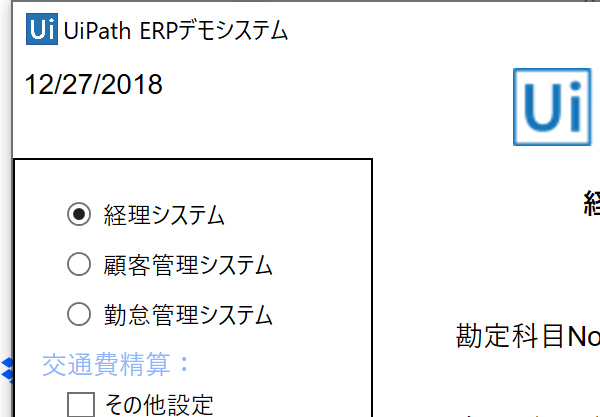 Ui UiPath ERPデモシステム
12/27/2018
Ui
経
経理システム
顧客管理システム
勤怠管理システム
勘定科目No
交通費精算：
その他設定